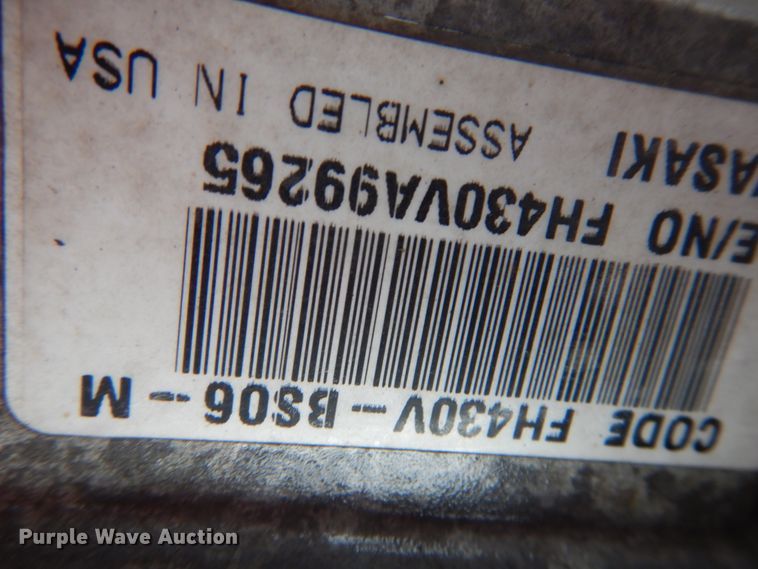 CODE FH430V-BS06-M
E/NO FH430VA99265
ASAKI ASSEMBLED IN USA
Purple Wave Auction